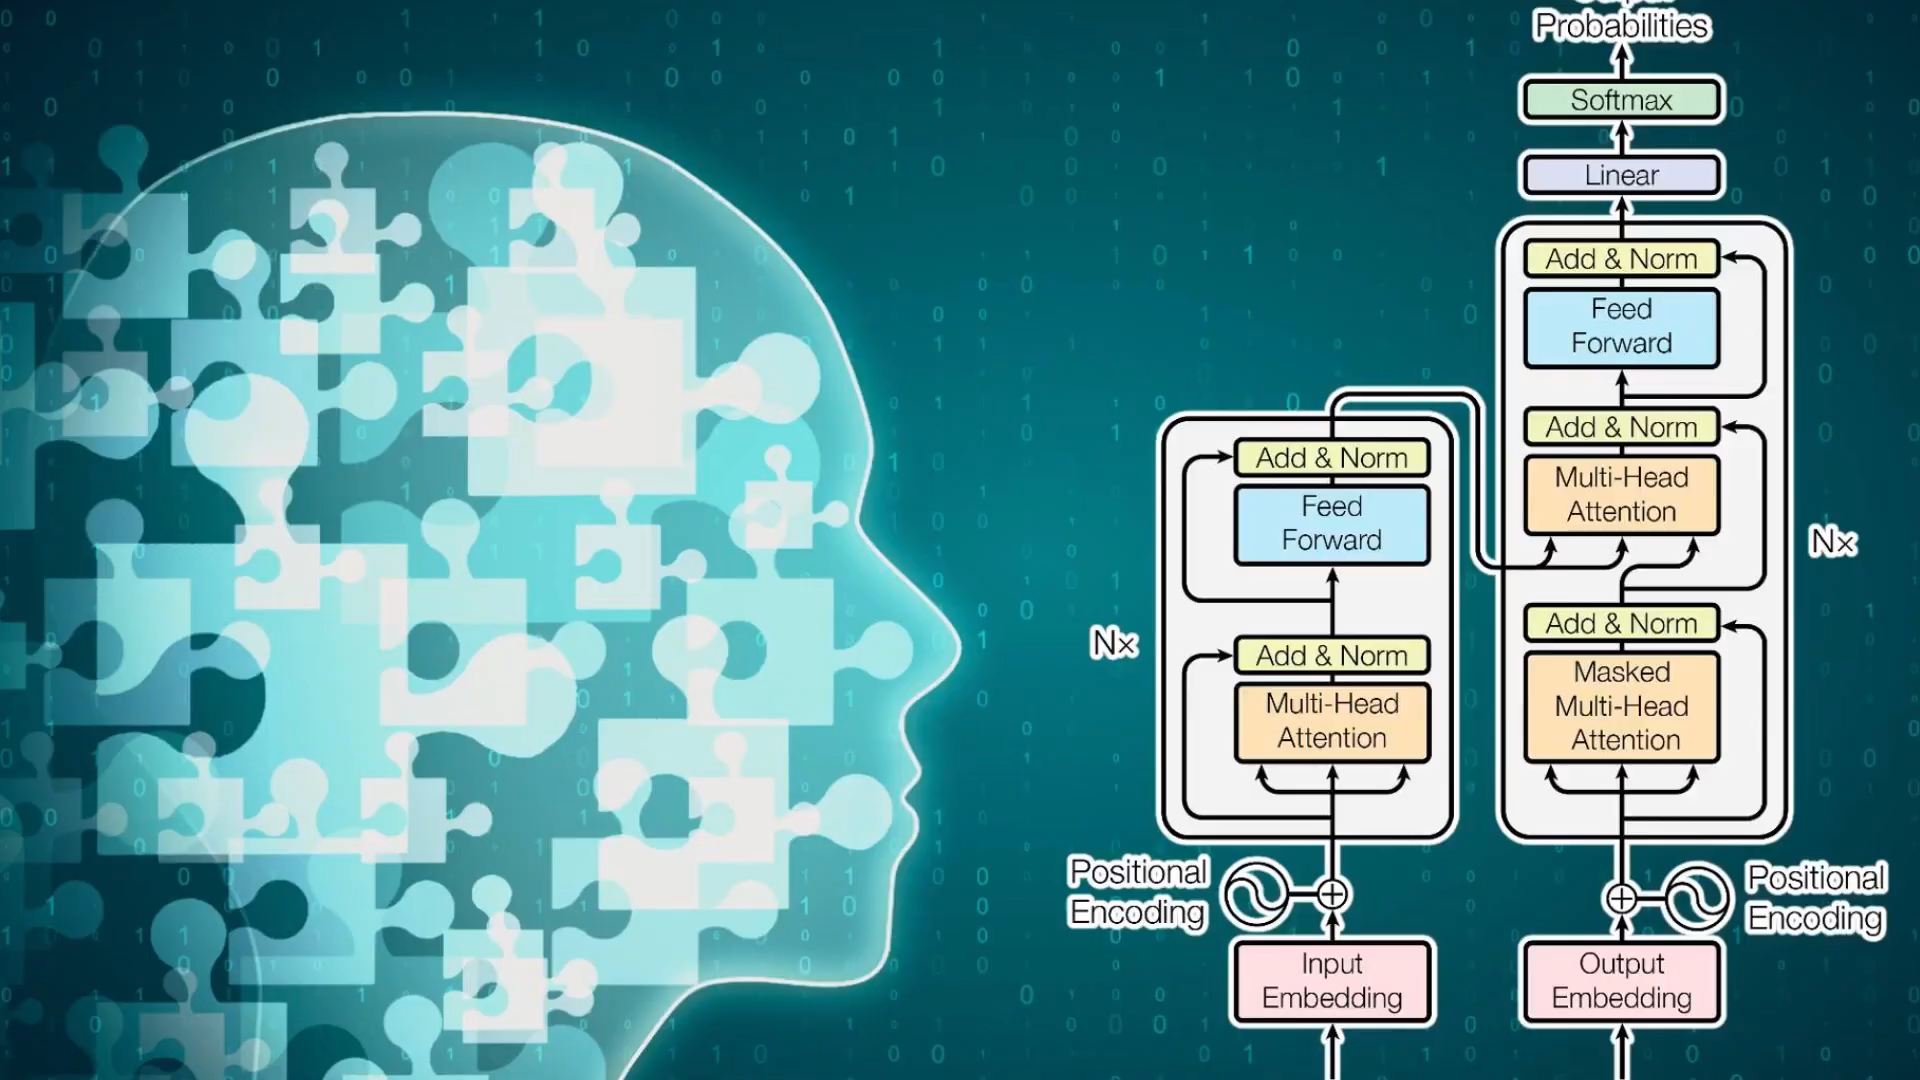 Probabilities
Softmax
Linear
Add & Norm
Feed
Forward
Add & Norm
Multi-Head
Attention
Nx
Add & Norm
Masked
Multi-Head
Attention
Add & Norm
Feed
Forward
Nx
Add & Norm
Multi-Head
Attention
Positional
Encoding
Positional
Encoding
Input
Embedding
Output
Embedding